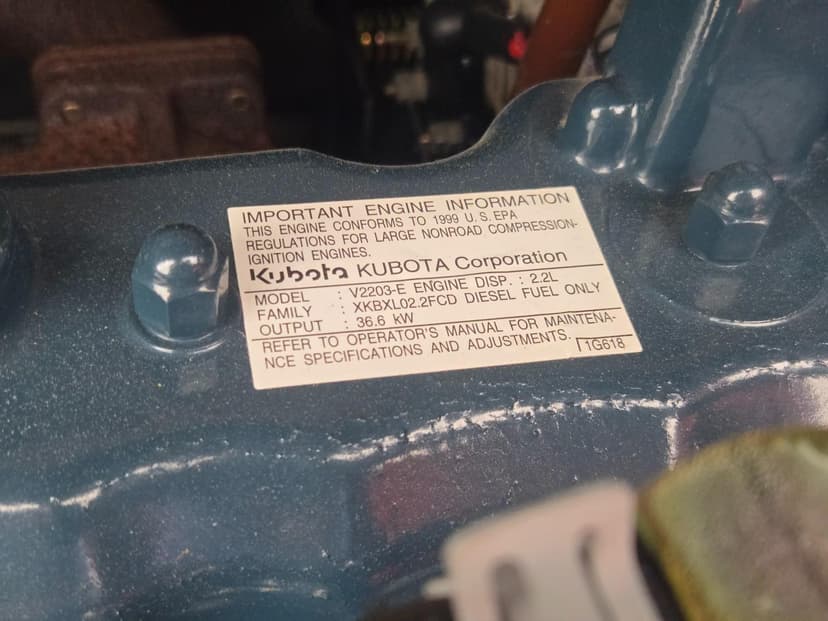 IMPORTANT ENGINE INFORMATION
THIS ENGINE CONFORMS TO 1999 U.S.EPA
REGULATIONS FOR LARGE NONROAD COMPRESSION-
IGNITION ENGINES.
Kubota KUBOTA Corporation
MODEL : V2203-E ENGINE DISP. : 2.2L
FAMILY : XKBXL02.2FCD DIESEL FUEL ONLY
OUTPUT : 36.6 kW
REFER TO OPERATOR'S MANUAL FOR MAINTENA-
NCE SPECIFICATIONS AND ADJUSTMENTS. 1G618